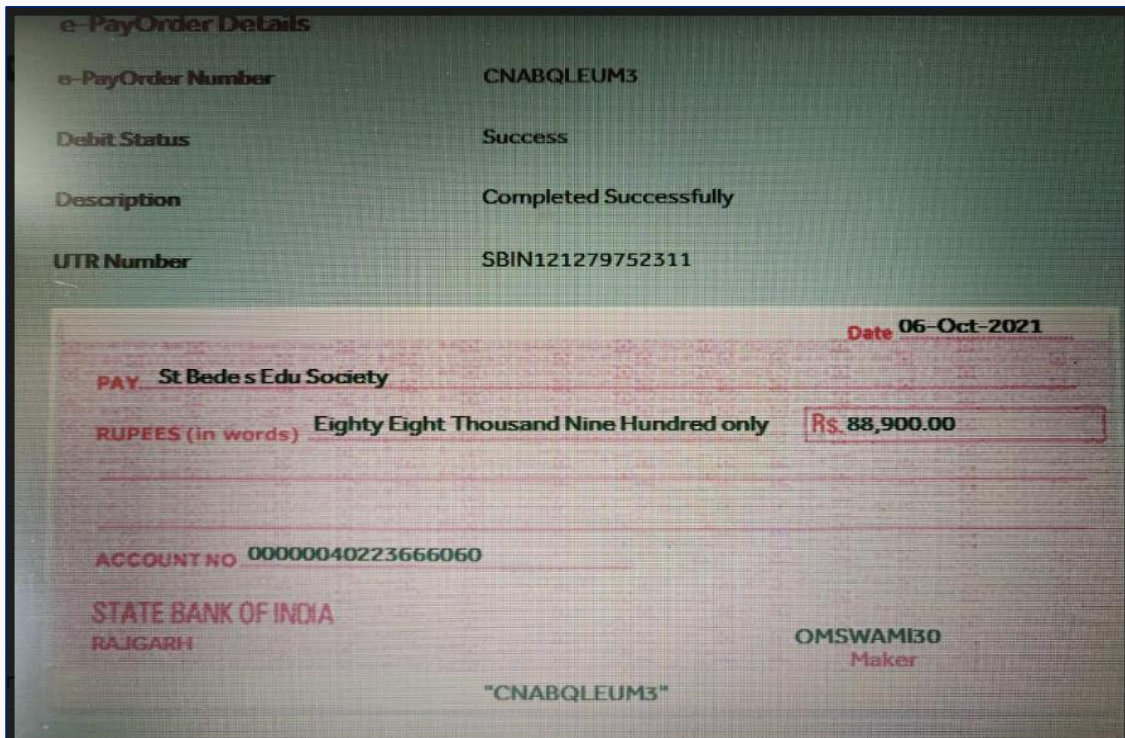 e-PayOrder Details
e-PayOrder Number CNABQLEUM3
Debit Status Success
Description Completed Successfully
UTR Number SBIN121279752311
Date 06-Oct-2021
PAY St Bede s Edu Society
RUPEES (in words) Eighty Eight Thousand Nine Hundred only Rs. 88,900.00
ACCOUNT NO 00000040223666060
STATE BANK OF INDIA
RAJGARH
OMSWAMI30
Maker
"CNABQLEUM3"